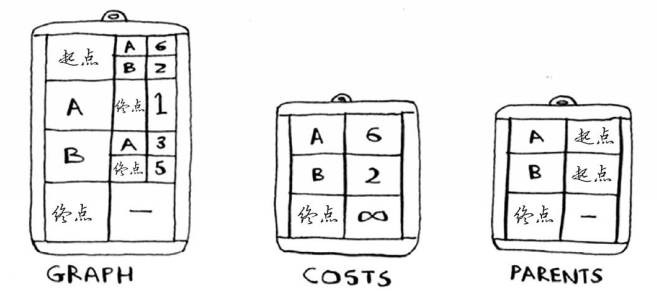 起点 A 6
B 2
A 终点 1
B A 3
终点 5
终点 —
GRAPH
A 6
B 2
终点 ∞
COSTS
A 起点
B 起点
终点 —
PARENTS